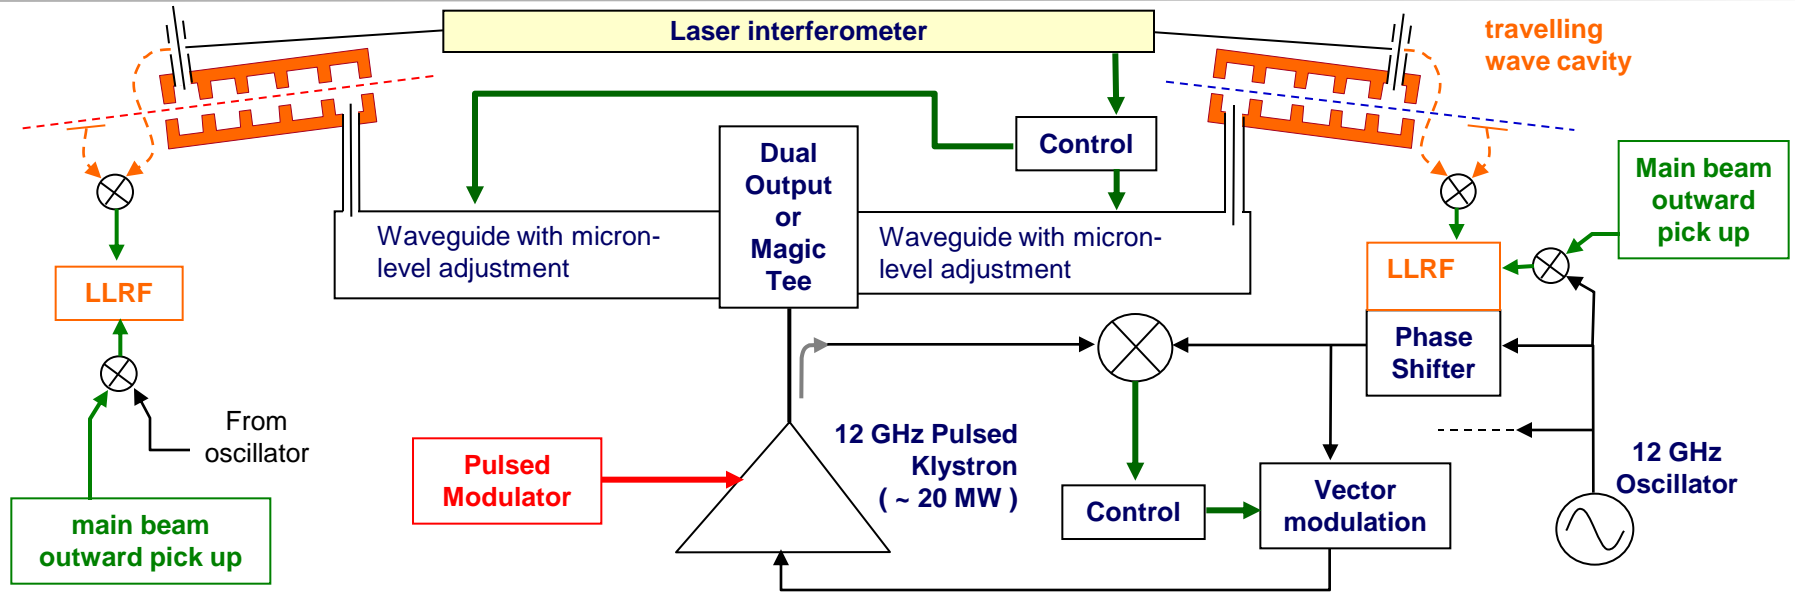 Laser interferometer
travelling
wave cavity
Control
Dual
Output
or
Magic
Tee
Main beam
outward
pick up
Waveguide with micron-
level adjustment
Waveguide with micron-
level adjustment
LLRF
LLRF
Phase
Shifter
From
oscillator
12 GHz Pulsed
Klystron
( ~ 20 MW )
Pulsed
Modulator
12 GHz
Oscillator
Vector
modulation
Control
main beam
outward pick up